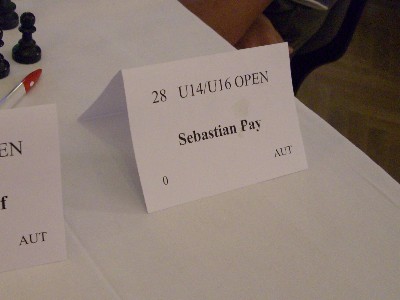 28 U14/U16 OPEN
Sebastian Pay
0 AUT
EN
f
AUT